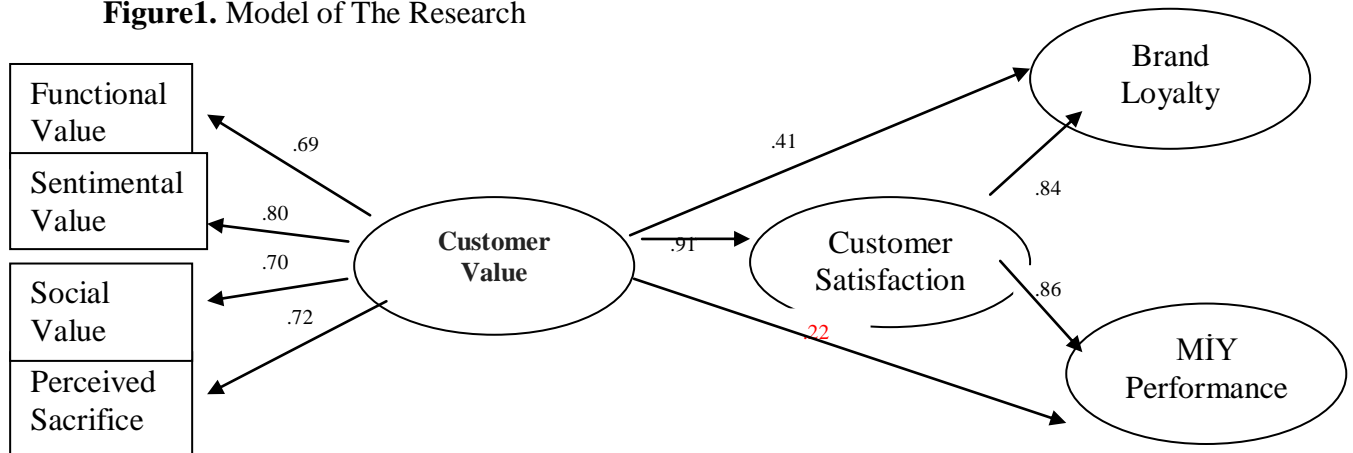 Figure1. Model of The Research
Functional
Value
Sentimental
Value
Social
Value
Perceived
Sacrifice
.69
.80
.70
.72
Customer
Value
.41
.91
.22
Customer
Satisfaction
.84
.86
Brand
Loyalty
MİY
Performance